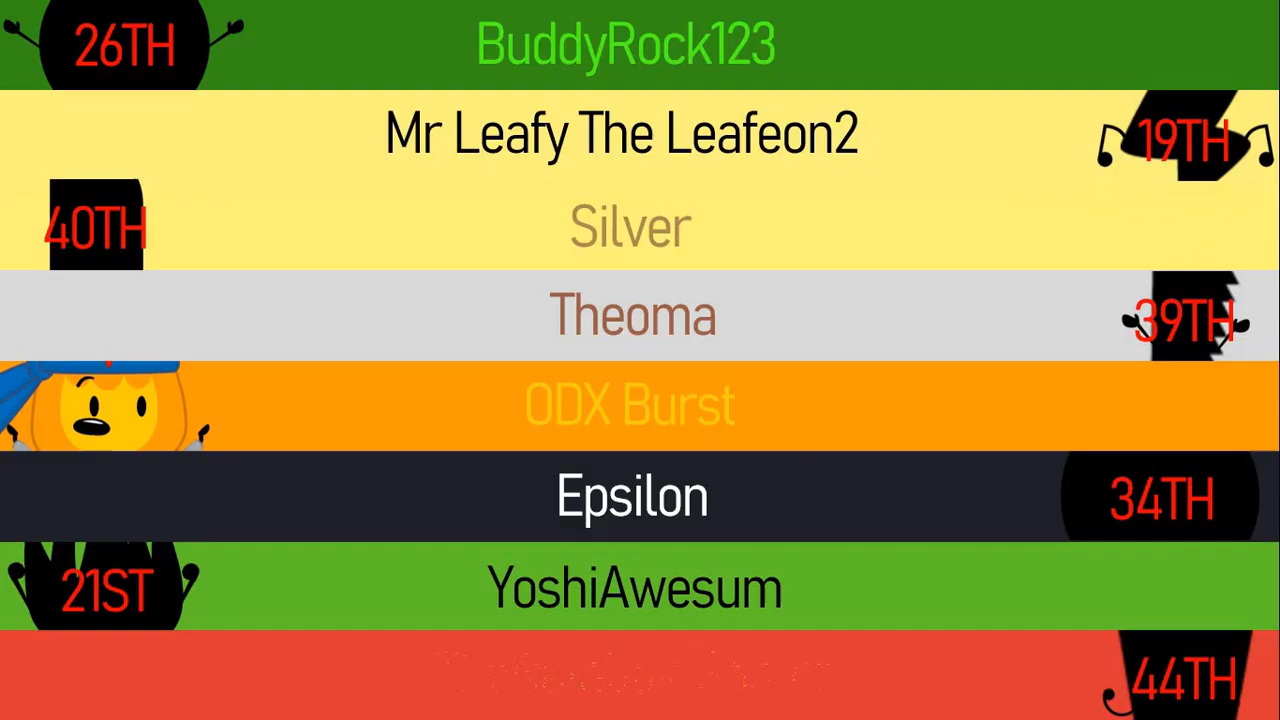 26TH BuddyRock123
Mr Leafy The Leafeon2 19TH
40TH Silver
Theoma 39TH
ODX Burst
Epsilon 34TH
21ST YoshiAwesum
44TH